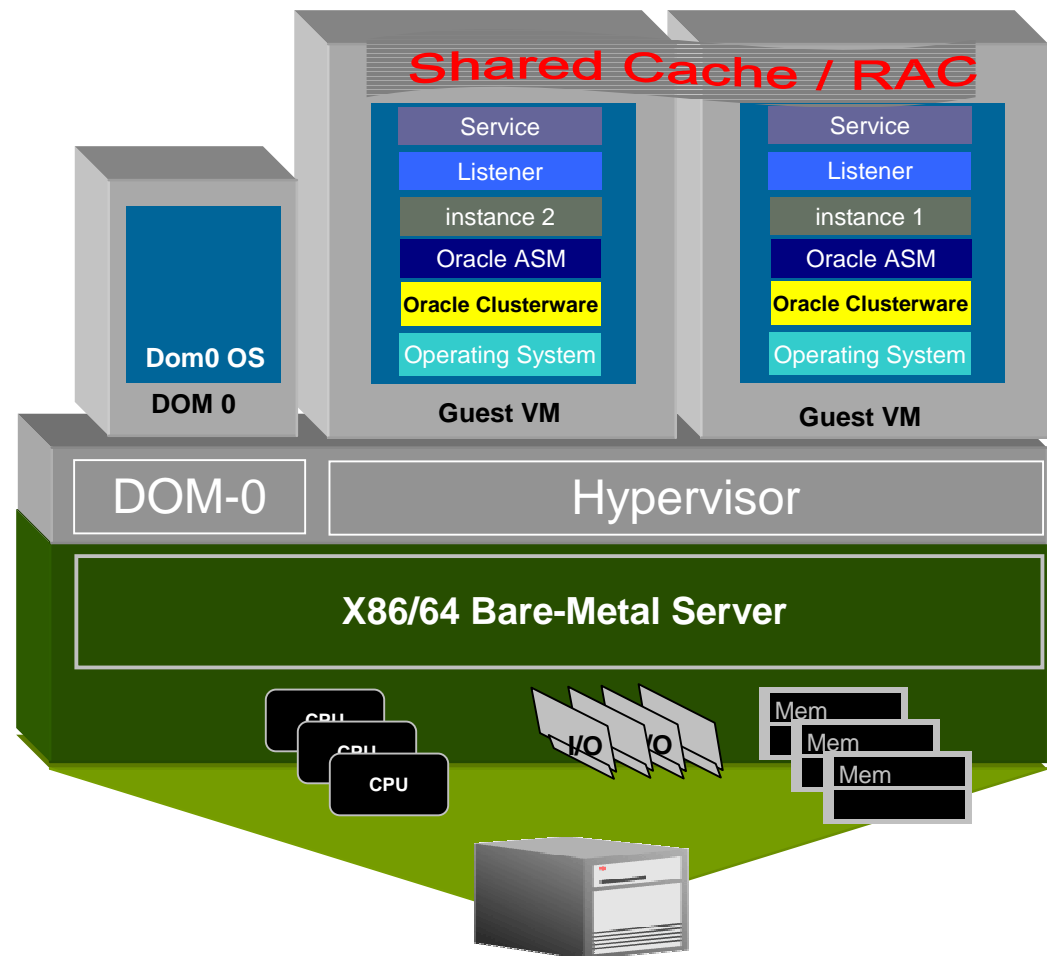 Shared Cache / RAC
Service
Listener
instance 2
Oracle ASM
Oracle Clusterware
Operating System
Guest VM
Service
Listener
instance 1
Oracle ASM
Oracle Clusterware
Operating System
Guest VM
Dom0 OS
DOM 0
DOM-0
Hypervisor
X86/64 Bare-Metal Server
CPU
CPU
CPU
I/O
I/O
Mem
Mem
Mem